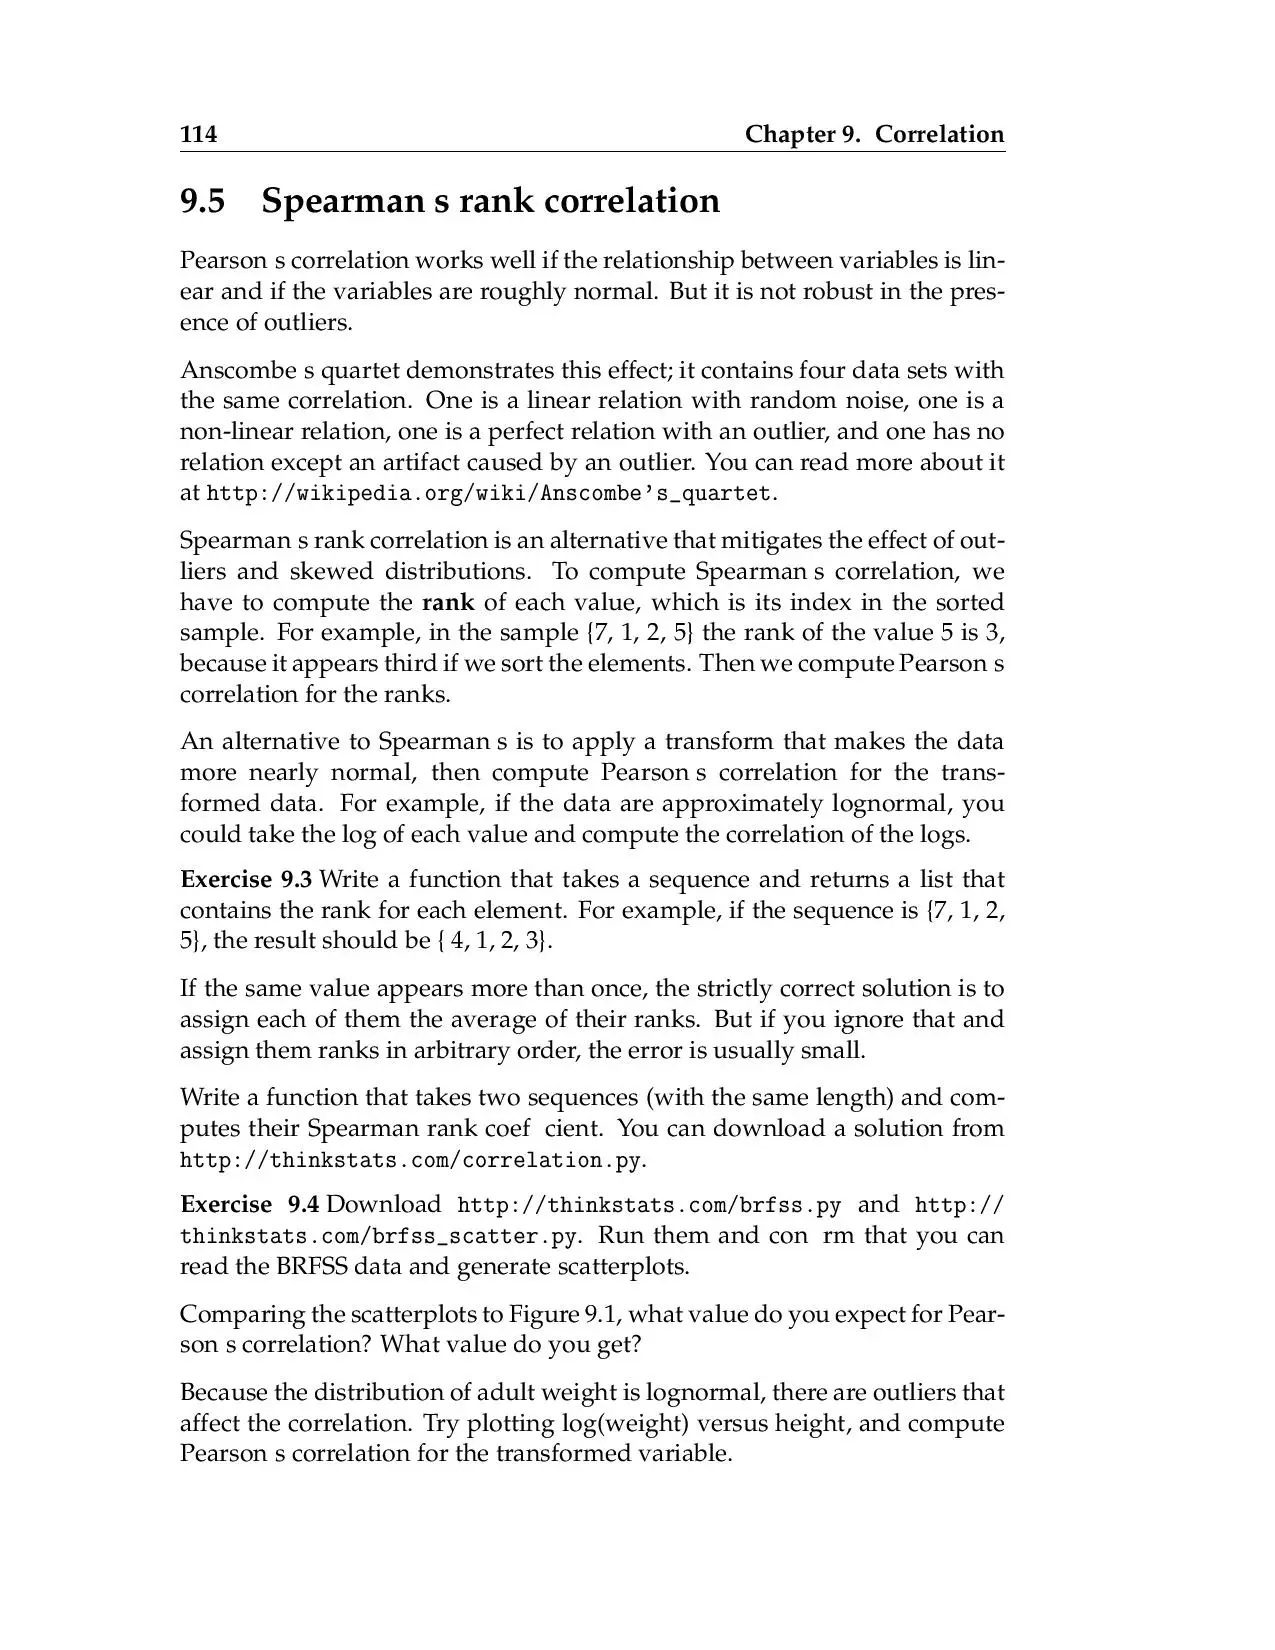 114 Chapter 9. Correlation
9.5 Spearman s rank correlation
Pearson s correlation works well if the relationship between variables is lin-
ear and if the variables are roughly normal. But it is not robust in the pres-
ence of outliers.
Anscombe s quartet demonstrates this effect; it contains four data sets with
the same correlation. One is a linear relation with random noise, one is a
non-linear relation, one is a perfect relation with an outlier, and one has no
relation except an artifact caused by an outlier. You can read more about it
at http://wikipedia.org/wiki/Anscombe's_quartet.
Spearman s rank correlation is an alternative that mitigates the effect of out-
liers and skewed distributions. To compute Spearman s correlation, we
have to compute the rank of each value, which is its index in the sorted
sample. For example, in the sample {7, 1, 2, 5} the rank of the value 5 is 3,
because it appears third if we sort the elements. Then we compute Pearson s
correlation for the ranks.
An alternative to Spearman s is to apply a transform that makes the data
more nearly normal, then compute Pearson s correlation for the trans-
formed data. For example, if the data are approximately lognormal, you
could take the log of each value and compute the correlation of the logs.
Exercise 9.3 Write a function that takes a sequence and returns a list that
contains the rank for each element. For example, if the sequence is {7, 1, 2,
5}, the result should be { 4, 1, 2, 3}.
If the same value appears more than once, the strictly correct solution is to
assign each of them the average of their ranks. But if you ignore that and
assign them ranks in arbitrary order, the error is usually small.
Write a function that takes two sequences (with the same length) and com-
putes their Spearman rank coef cient. You can download a solution from
http://thinkstats.com/correlation.py.
Exercise 9.4 Download http://thinkstats.com/brfss.py and http://
thinkstats.com/brfss_scatter.py. Run them and con rm that you can
read the BRFSS data and generate scatterplots.
Comparing the scatterplots to Figure 9.1, what value do you expect for Pear-
son s correlation? What value do you get?
Because the distribution of adult weight is lognormal, there are outliers that
affect the correlation. Try plotting log(weight) versus height, and compute
Pearson s correlation for the transformed variable.